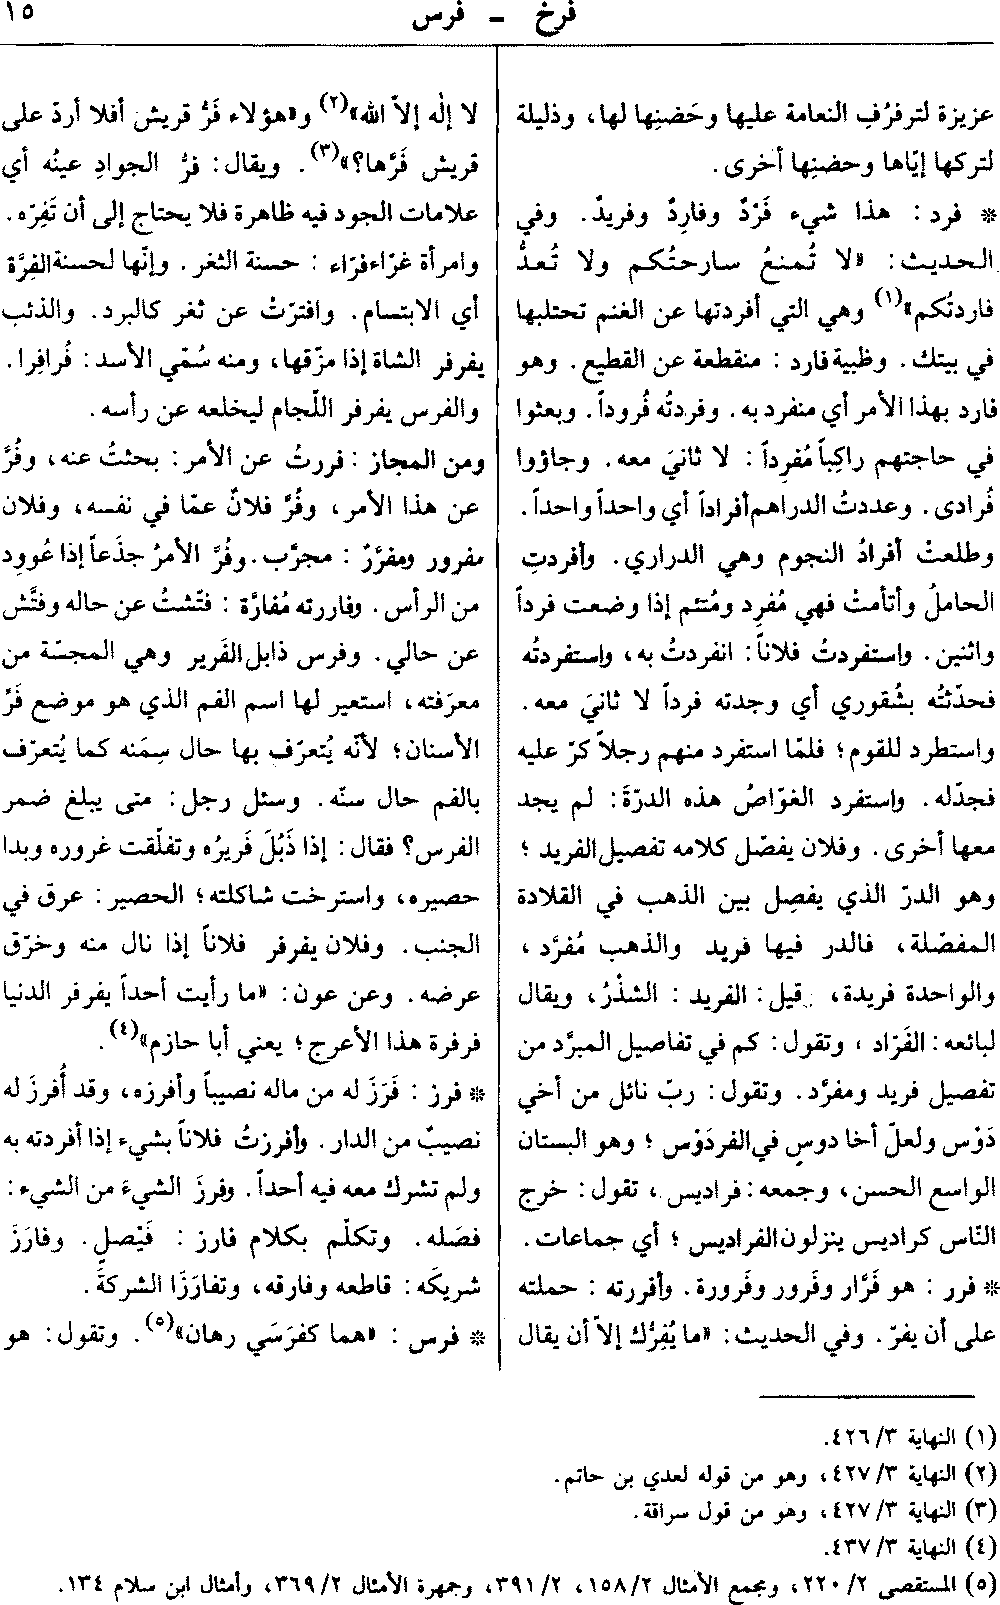 فرخ - فرس
١٥
عزيزة لترفرُفِ النعامة عليها وحَضنِها لها، وذليلة
لتركها إيّاها وحضنِها أخرى.
* فرد: هذا شيء فَرْدٌ وفارِدٌ وفريدٌ. وفي
الحديث: «لا تُمنعُ سارحتُكم ولا تُعدُّ
فاردتُكم»(١) وهي التي أفردتها عن الغنم تحتلبها
في بيتك. وظبية فارد: منقطعة عن القطيع. وهو
فارد بهذا الأمر أي منفرد به. وفردتُه فُروداً. وبعثوا
في حاجتهم راكِباً مُفرِداً: لا ثانيَ معه. وجاؤوا
فُرادى. وعددتُ الدراهم أفراداً أي واحداً واحداً.
وطلعتْ أفرادُ النجوم وهي الدراري. وأفردتِ
الحاملُ وأتأمتْ فهي مُفرِد ومُتئم إذا وضعت فرداً
واثنين. واستفردتُ فلاناً: انفردتُ به، واستفردتُه
فحدّثتُه بشُقوري أي وجدته فرداً لا ثانيَ معه.
واستطرد للقوم؛ فلمّا استفرد منهم رجلاً كرّ عليه
فجدّله. واستفرد الغوّاصُ هذه الدرّةَ: لم يجد
معها أخرى. وفلان يفصّل كلامه تفصيل الفريد؛
وهو الدرّ الذي يفصِل بين الذهب في القلادة
المفصّلة، فالدر فيها فريد والذهب مُفرَّد،
والواحدة فريدة، قيل: الفريد: الشذْرُ، ويقال
لبائعه: الفَرّاد، وتقول: كم في تفاصيل المبرَّد من
تفصيل فريد ومفرَّد. وتقول: ربّ نائل من أخي
دَوْس ولعلّ أخا دوسٍ في الفردَوْس؛ وهو البستان
الواسع الحسن، وجمعه: فراديس، تقول: خرج
النّاس كراديس ينزلون الفراديس؛ أي جماعات.
* فرر: هو فَرَّار وفَرور وفَرورة. وأفررته: حملته
على أن يفرّ. وفي الحديث: «ما يُفِرُّك إلاّ أن يقال
لا إلٰه إلاّ الله»(٢) و«هؤلاء فَرُّ قريش أفلا أردّ على
قريش فَرَّها؟»(٣). ويقال: فرُّ الجوادِ عينُه أي
علامات الجود فيه ظاهرة فلا يحتاج إلى أن تَفِرّه.
وامرأة غرّاء فرّاء: حسنة الثغر. وإنّها لحسنة الفِرَّة
أي الابتسام. وافترّتْ عن ثغر كالبرد. والذئب
يفرفر الشاة إذا مزّقها، ومنه سُمّي الأسد: فُرافِرا.
والفرس يفرفر اللّجام ليخلعه عن رأسه.
ومن المجاز: فررتُ عن الأمر: بحثتُ عنه، وفُرَّ
عن هذا الأمر، وفُرَّ فلانٌ عمّا في نفسه، وفلان
مفرور ومفرَّرٌ: مجرَّب. وفُرَّ الأمرُ جذَعاً إذا عُووِد
من الرأس. وفاررته مُفارَّة: فتّشتُ عن حاله وفتَّش
عن حالي. وفرس ذابل الفَرير وهي المجسّة من
معرَفته، استعير لها اسم الفم الذي هو موضع فَرِّ
الأسنان؛ لأنّه يُتعرّف بها حال سِمَنه كما يُتعرّف
بالفم حال سنّه. وسئل رجل: متى يبلغ ضمر
الفرس؟ فقال: إذا ذَبُلَ فَريرُه وتفلّقت غروره وبدا
حصيره، واسترخت شاكلته؛ الحصير: عرق في
الجنب. وفلان يفرفر فلاناً إذا نال منه وخرّق
عرضه. وعن عون: «ما رأيت أحداً يفرفر الدنيا
فرفرة هذا الأعرج؛ يعني أبا حازم»(٤).
* فرز: فَرَزَ له من ماله نصيباً وأفرزه، وقد أُفرزَ له
نصيبٌ من الدار. وأفرزتُ فلاناً بشيء إذا أفردته به
ولم تشرك معه فيه أحداً. وفرزَ الشيءَ من الشيء:
فصَله. وتكلّم بكلام فارز: فَيْصلٍ. وفارَزَ
شريكَه: قاطعه وفارقه، وتفارَزَا الشركةَ.
* فرس: «هما كفرَسَي رهان»(٥). وتقول: هو
(١) النهاية ٣/ ٤٢٦.
(٢) النهاية ٣/ ٤٢٧، وهو من قوله لعدي بن حاتم.
(٣) النهاية ٣/ ٤٢٧، وهو من قول سراقة.
(٤) النهاية ٣/ ٤٣٧.
(٥) المستقصى ٢/ ٢٢٠، ومجمع الأمثال ٢/ ١٥٨، ٢/ ٣٩١، وجمهرة الأمثال ٢/ ٣٦٩، وأمثال ابن سلام ١٣٤.